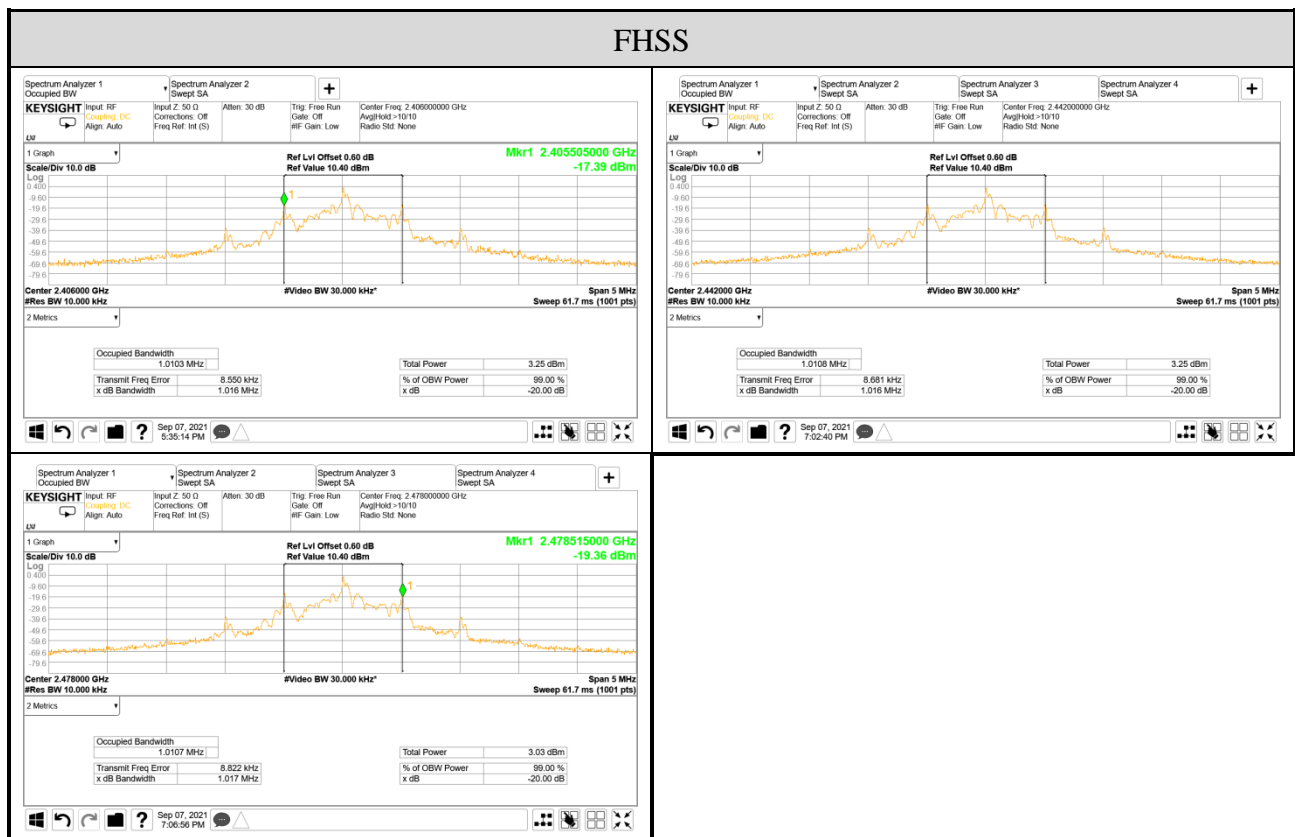 FHSS
Spectrum Analyzer 1
Occupied BW
Spectrum Analyzer 2
Swept SA
+
KEYSIGHT
Input: RF
Coupling: DC
Align: Auto
Input Z: 50 Ω
Corrections: Off
Freq Ref: Int (S)
Atten: 30 dB
Trig: Free Run
Gate: Off
#IF Gain: Low
Center Freq: 2.406000000 GHz
Avg|Hold:>10/10
Radio Std: None
LXI
1 Graph
Scale/Div 10.0 dB
Ref Lvl Offset 0.60 dB
Ref Value 10.40 dBm
Mkr1 2.405505000 GHz
-17.39 dBm
Log
0.400
-9.60
-19.6
-29.6
-39.6
-49.6
-59.6
-69.6
-79.6
1
Center 2.406000 GHz
#Video BW 30.000 kHz*
Span 5 MHz
#Res BW 10.000 kHz
Sweep 61.7 ms (1001 pts)
2 Metrics
Occupied Bandwidth
1.0103 MHz
Total Power 3.25 dBm
Transmit Freq Error 8.550 kHz
% of OBW Power 99.00 %
x dB Bandwidth 1.016 MHz
x dB -20.00 dB
?
Sep 07, 2021
5:35:14 PM
Spectrum Analyzer 1
Occupied BW
Spectrum Analyzer 2
Swept SA
Spectrum Analyzer 3
Swept SA
Spectrum Analyzer 4
Swept SA
+
KEYSIGHT
Input: RF
Coupling: DC
Align: Auto
Input Z: 50 Ω
Corrections: Off
Freq Ref: Int (S)
Atten: 30 dB
Trig: Free Run
Gate: Off
#IF Gain: Low
Center Freq: 2.442000000 GHz
Avg|Hold:>10/10
Radio Std: None
LXI
1 Graph
Scale/Div 10.0 dB
Ref Lvl Offset 0.60 dB
Ref Value 10.40 dBm
Log
0.400
-9.60
-19.6
-29.6
-39.6
-49.6
-59.6
-69.6
-79.6
Center 2.442000 GHz
#Video BW 30.000 kHz*
Span 5 MHz
#Res BW 10.000 kHz
Sweep 61.7 ms (1001 pts)
2 Metrics
Occupied Bandwidth
1.0108 MHz
Total Power 3.25 dBm
Transmit Freq Error 8.681 kHz
% of OBW Power 99.00 %
x dB Bandwidth 1.016 MHz
x dB -20.00 dB
?
Sep 07, 2021
7:02:40 PM
Spectrum Analyzer 1
Occupied BW
Spectrum Analyzer 2
Swept SA
Spectrum Analyzer 3
Swept SA
Spectrum Analyzer 4
Swept SA
+
KEYSIGHT
Input: RF
Coupling: DC
Align: Auto
Input Z: 50 Ω
Corrections: Off
Freq Ref: Int (S)
Atten: 30 dB
Trig: Free Run
Gate: Off
#IF Gain: Low
Center Freq: 2.478000000 GHz
Avg|Hold:>10/10
Radio Std: None
LXI
1 Graph
Scale/Div 10.0 dB
Ref Lvl Offset 0.60 dB
Ref Value 10.40 dBm
Mkr1 2.478515000 GHz
-19.36 dBm
Log
0.400
-9.60
-19.6
-29.6
-39.6
-49.6
-59.6
-69.6
-79.6
1
Center 2.478000 GHz
#Video BW 30.000 kHz*
Span 5 MHz
#Res BW 10.000 kHz
Sweep 61.7 ms (1001 pts)
2 Metrics
Occupied Bandwidth
1.0107 MHz
Total Power 3.03 dBm
Transmit Freq Error 8.822 kHz
% of OBW Power 99.00 %
x dB Bandwidth 1.017 MHz
x dB -20.00 dB
?
Sep 07, 2021
7:06:56 PM